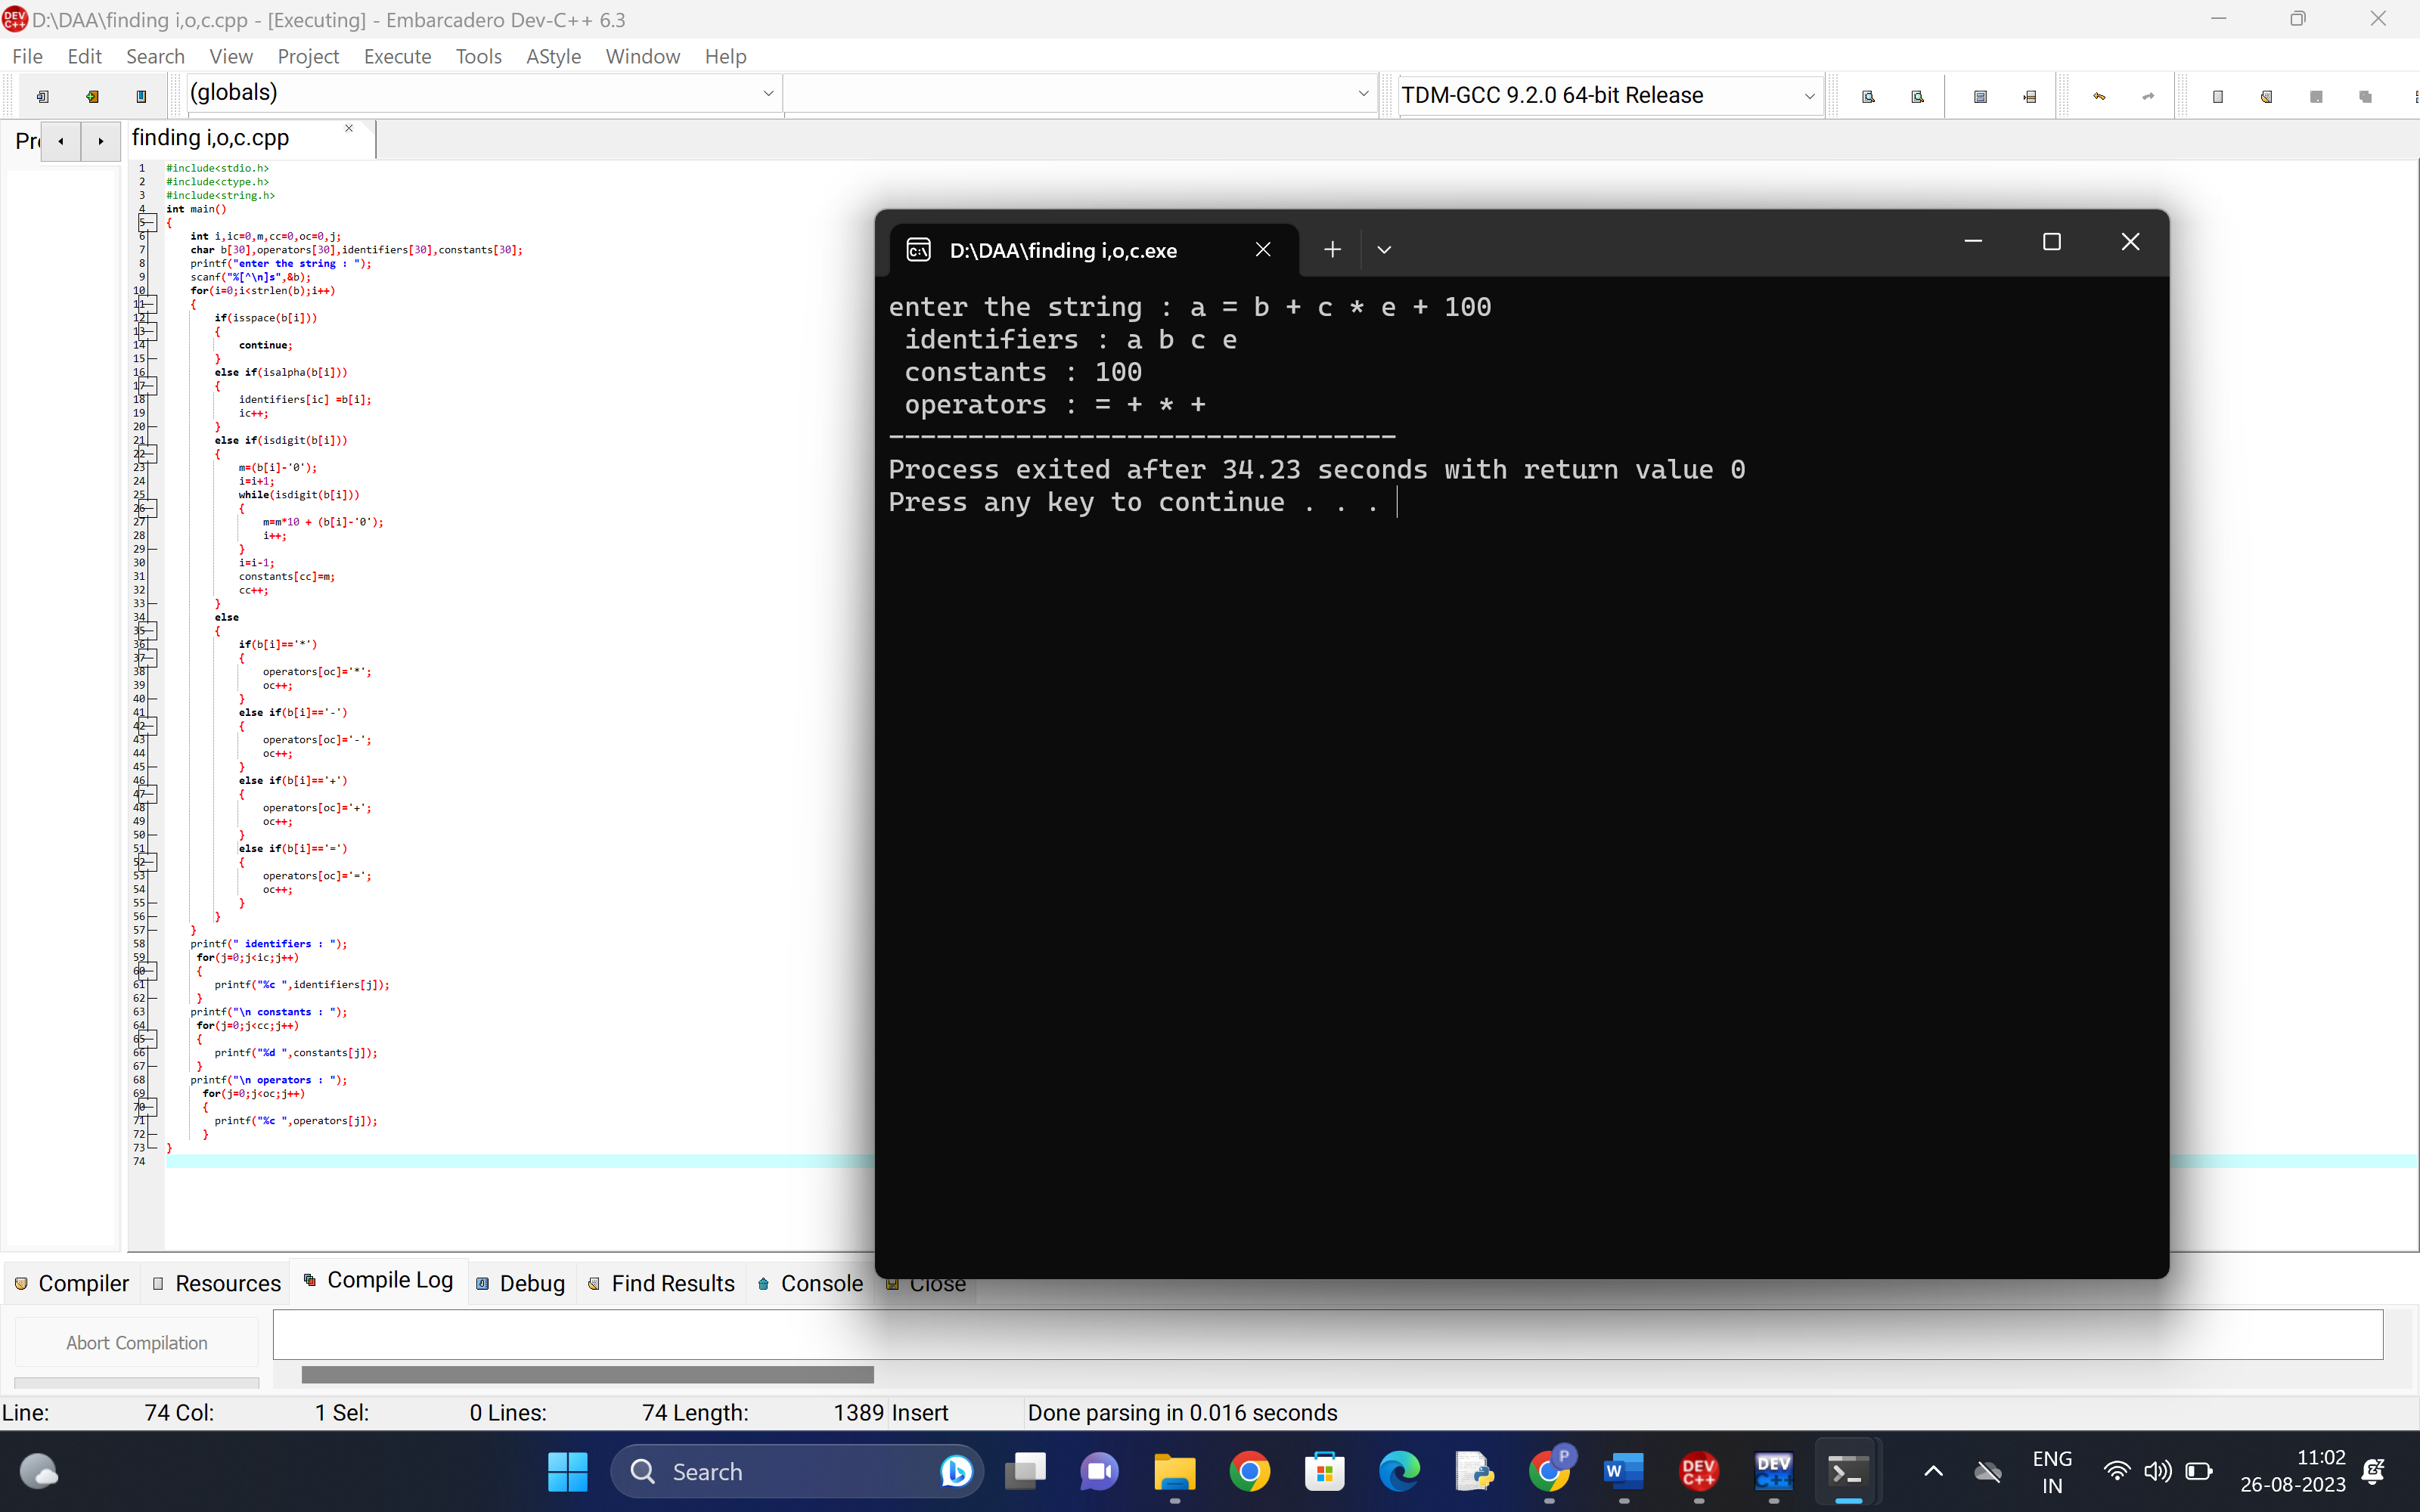 D:\DAA\finding i,o,c.cpp - [Executing] - Embarcadero Dev-C++ 6.3
File Edit Search View Project Execute Tools AStyle Window Help
(globals)
TDM-GCC 9.2.0 64-bit Release
finding i,o,c.cpp
1 #include<stdio.h>
2 #include<ctype.h>
3 #include<string.h>
4 int main()
5 {
6 int i,ic=0,m,cc=0,oc=0,j;
7 char b[30],operators[30],identifiers[30],constants[30];
8 printf("enter the string : ");
9 scanf("%[^\n]s",&b);
10 for(i=0;i<strlen(b);i++)
11 {
12 if(isspace(b[i]))
13 {
14 continue;
15 }
16 else if(isalpha(b[i]))
17 {
18 identifiers[ic] =b[i];
19 ic++;
20 }
21 else if(isdigit(b[i]))
22 {
23 m=(b[i]-'0');
24 i=i+1;
25 while(isdigit(b[i]))
26 {
27 m=m*10 + (b[i]-'0');
28 i++;
29 }
30 i=i-1;
31 constants[cc]=m;
32 cc++;
33 }
34 else
35 {
36 if(b[i]=='*')
37 {
38 operators[oc]='*';
39 oc++;
40 }
41 else if(b[i]=='-')
42 {
43 operators[oc]='-';
44 oc++;
45 }
46 else if(b[i]=='+')
47 {
48 operators[oc]='+';
49 oc++;
50 }
51 else if(b[i]=='=')
52 {
53 operators[oc]='=';
54 oc++;
55 }
56 }
57 }
58 printf(" identifiers : ");
59 for(j=0;j<ic;j++)
60 {
61 printf("%c ",identifiers[j]);
62 }
63 printf("\n constants : ");
64 for(j=0;j<cc;j++)
65 {
66 printf("%d ",constants[j]);
67 }
68 printf("\n operators : ");
69 for(j=0;j<oc;j++)
70 {
71 printf("%c ",operators[j]);
72 }
73 }
74
D:\DAA\finding i,o,c.exe
enter the string : a = b + c * e + 100
identifiers : a b c e
constants : 100
operators : = + * +
--------------------------------
Process exited after 34.23 seconds with return value 0
Press any key to continue . . .
Compiler Resources Compile Log Debug Find Results Console Close
Abort Compilation
Line: 74 Col: 1 Sel: 0 Lines: 74 Length: 1389 Insert Done parsing in 0.016 seconds
Search
ENG
IN
11:02
26-08-2023